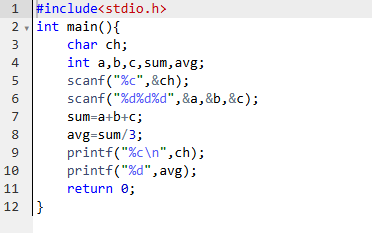 1 #include<stdio.h>
2 int main(){
3 char ch;
4 int a,b,c,sum,avg;
5 scanf("%c",&ch);
6 scanf("%d%d%d",&a,&b,&c);
7 sum=a+b+c;
8 avg=sum/3;
9 printf("%c\n",ch);
10 printf("%d",avg);
11 return 0;
12 }